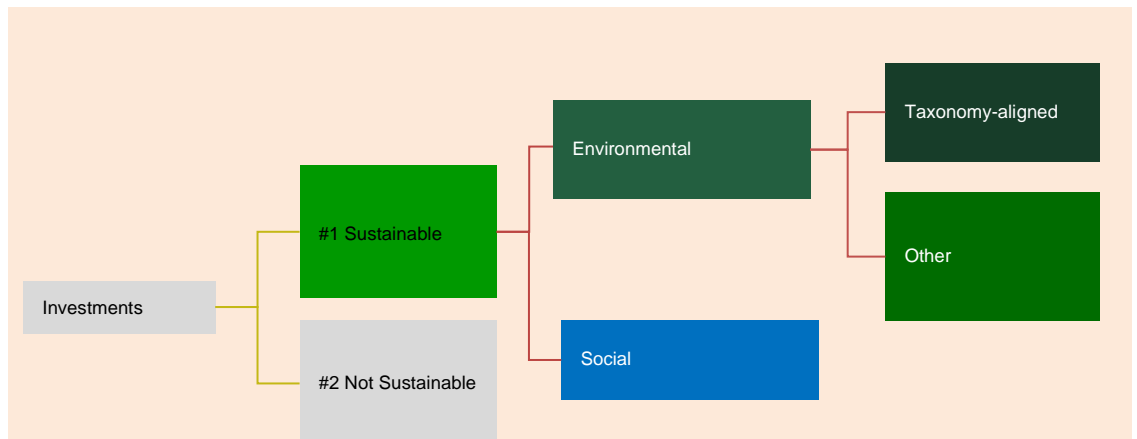 Taxonomy-aligned
Environmental
#1 Sustainable
Other
Investments
Social
#2 Not Sustainable